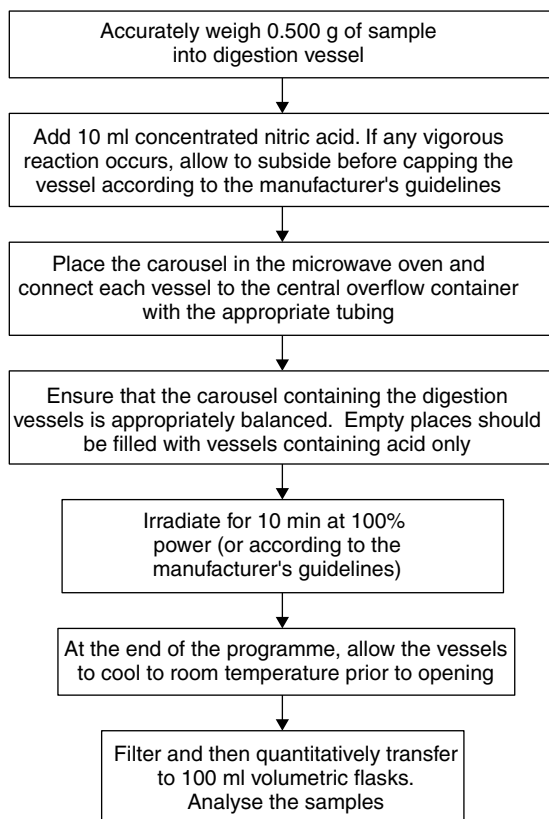 Accurately weigh 0.500 g of sample
into digestion vessel
Add 10 ml concentrated nitric acid. If any vigorous
reaction occurs, allow to subside before capping the
vessel according to the manufacturer's guidelines
Place the carousel in the microwave oven and
connect each vessel to the central overflow container
with the appropriate tubing
Ensure that the carousel containing the digestion
vessels is appropriately balanced. Empty places should
be filled with vessels containing acid only
Irradiate for 10 min at 100%
power (or according to the
manufacturer's guidelines)
At the end of the programme, allow the vessels
to cool to room temperature prior to opening
Filter and then quantitatively transfer
to 100 ml volumetric flasks.
Analyse the samples